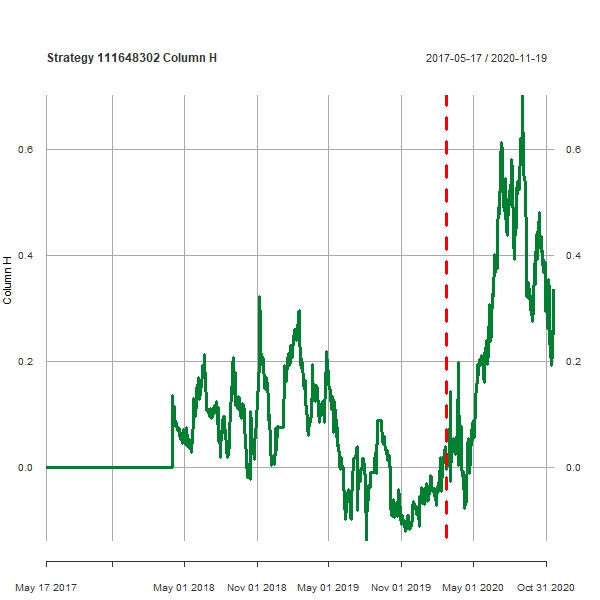 Strategy 111648302 Column H
2017-05-17 / 2020-11-19
Column H
0.6
0.4
0.2
0.0
0.6
0.4
0.2
0.0
May 17 2017
May 01 2018
Nov 01 2018
May 01 2019
Nov 01 2019
May 01 2020
Oct 31 2020